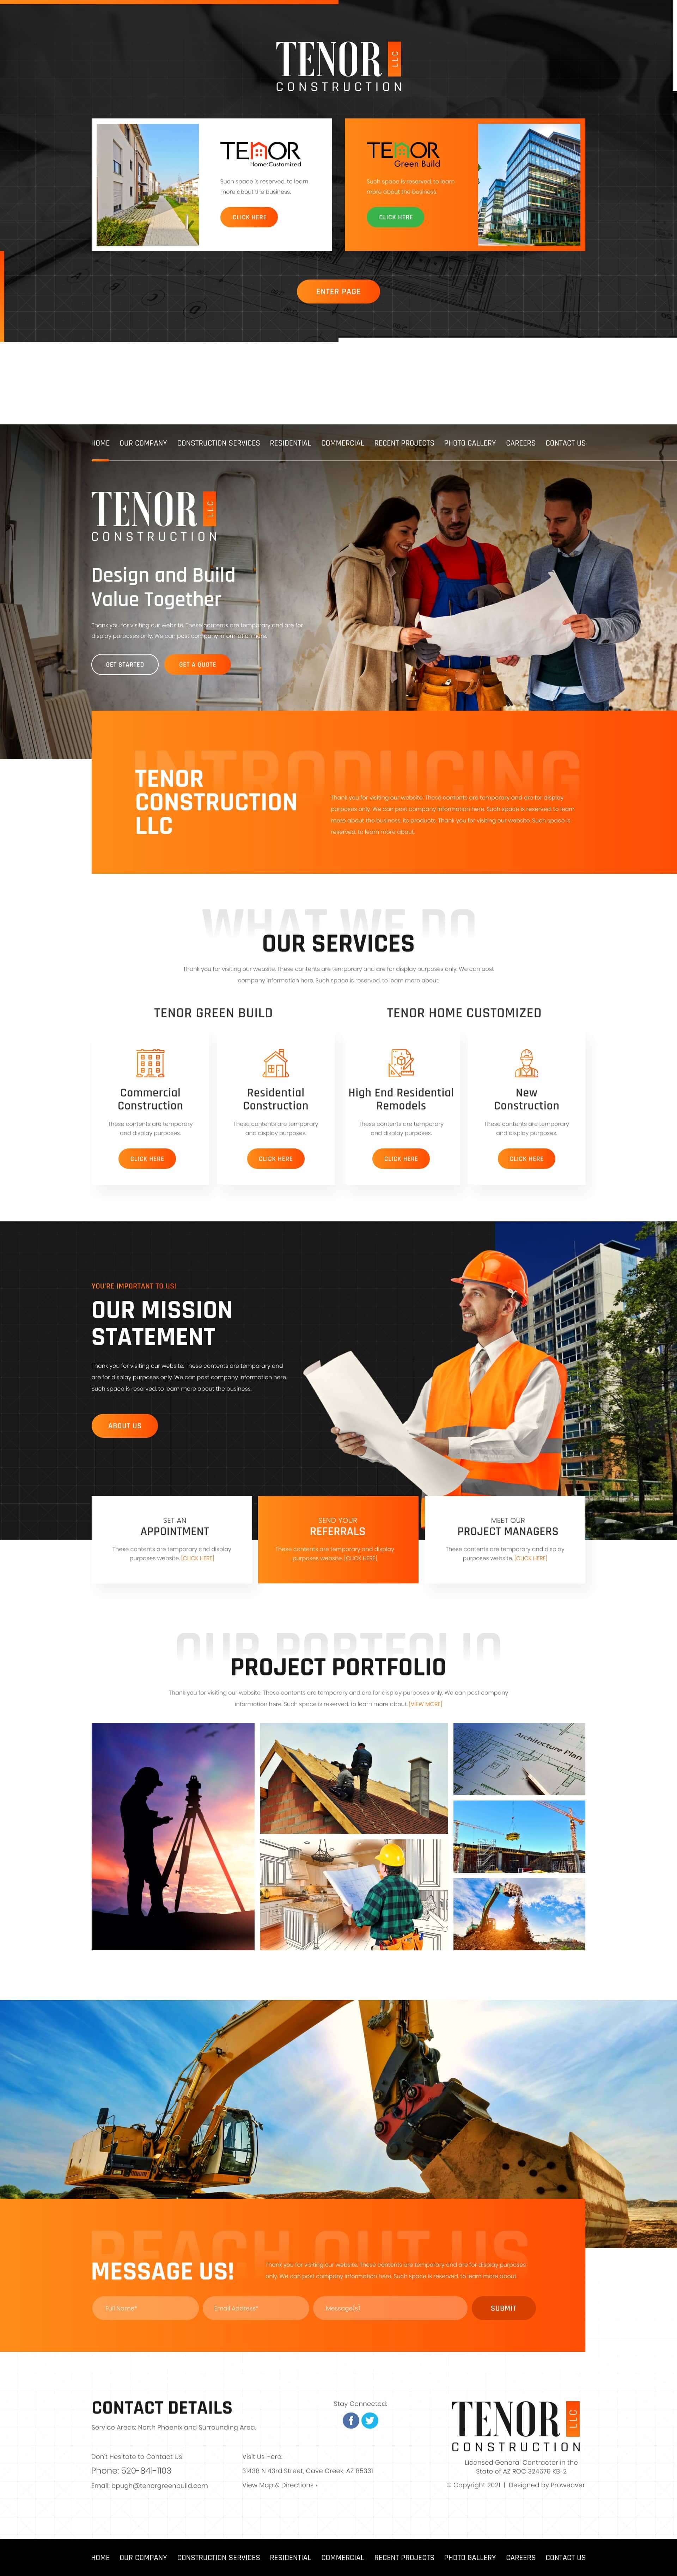 TENOR LLC
CONSTRUCTION
TENOR
Home:Customized
Such space is reserved. to learn
more about the business.
CLICK HERE
TENOR
Green Build
Such space is reserved. to learn
more about the business.
CLICK HERE
ENTER PAGE
HOME OUR COMPANY CONSTRUCTION SERVICES RESIDENTIAL COMMERCIAL RECENT PROJECTS PHOTO GALLERY CAREERS CONTACT US
TENOR LLC
CONSTRUCTION
Design and Build
Value Together
Thank you for visiting our website. These contents are temporary and are for
display purposes only. We can post company information here.
GET STARTED GET A QUOTE
INTRODUCING
TENOR
CONSTRUCTION
LLC
Thank you for visiting our website. These contents are temporary and are for display
purposes only. We can post company information here. Such space is reserved. to learn
more about the business, its products. Thank you for visiting our website. Such space is
reserved, to learn more about.
WHAT WE DO
OUR SERVICES
Thank you for visiting our website. These contents are temporary and are for display purposes only. We can post
company information here. Such space is reserved, to learn more about.
TENOR GREEN BUILD TENOR HOME CUSTOMIZED
Commercial
Construction
These contents are temporary
and display purposes.
CLICK HERE
Residential
Construction
These contents are temporary
and display purposes.
CLICK HERE
High End Residential
Remodels
These contents are temporary
and display purposes.
CLICK HERE
New
Construction
These contents are temporary
and display purposes.
CLICK HERE
YOU'RE IMPORTANT TO US!
OUR MISSION
STATEMENT
Thank you for visiting our website. These contents are temporary and
are for display purposes only. We can post company information here.
Such space is reserved. to learn more about the business.
ABOUT US
SET AN
APPOINTMENT
These contents are temporary and display
purposes website. [CLICK HERE]
SEND YOUR
REFERRALS
These contents are temporary and display
purposes website. [CLICK HERE]
MEET OUR
PROJECT MANAGERS
These contents are temporary and display
purposes website. [CLICK HERE]
OUR PORTFOLIO
PROJECT PORTFOLIO
Thank you for visiting our website. These contents are temporary and are for display purposes only. We can post company
information here. Such space is reserved. to learn more about. [VIEW MORE]
Architecture Plan
REACH OUT US
MESSAGE US!
Thank you for visiting our website. These contents are temporary and are for display purposes
only. We can post company information here. Such space is reserved. to learn more about.
Full Name* Email Address* Message(s) SUBMIT
CONTACT DETAILS
Service Areas: North Phoenix and Surrounding Area.
Don't Hesitate to Contact Us!
Phone: 520-841-1103
Email: bpugh@tenorgreenbuild.com
Visit Us Here:
31438 N 43rd Street, Cave Creek, AZ 85331
View Map & Directions ›
Stay Connected:
TENOR LLC
CONSTRUCTION
Licensed General Contractor in the
State of AZ ROC 324679 KB-2
© Copyright 2021 | Designed by Proweaver
HOME OUR COMPANY CONSTRUCTION SERVICES RESIDENTIAL COMMERCIAL RECENT PROJECTS PHOTO GALLERY CAREERS CONTACT US